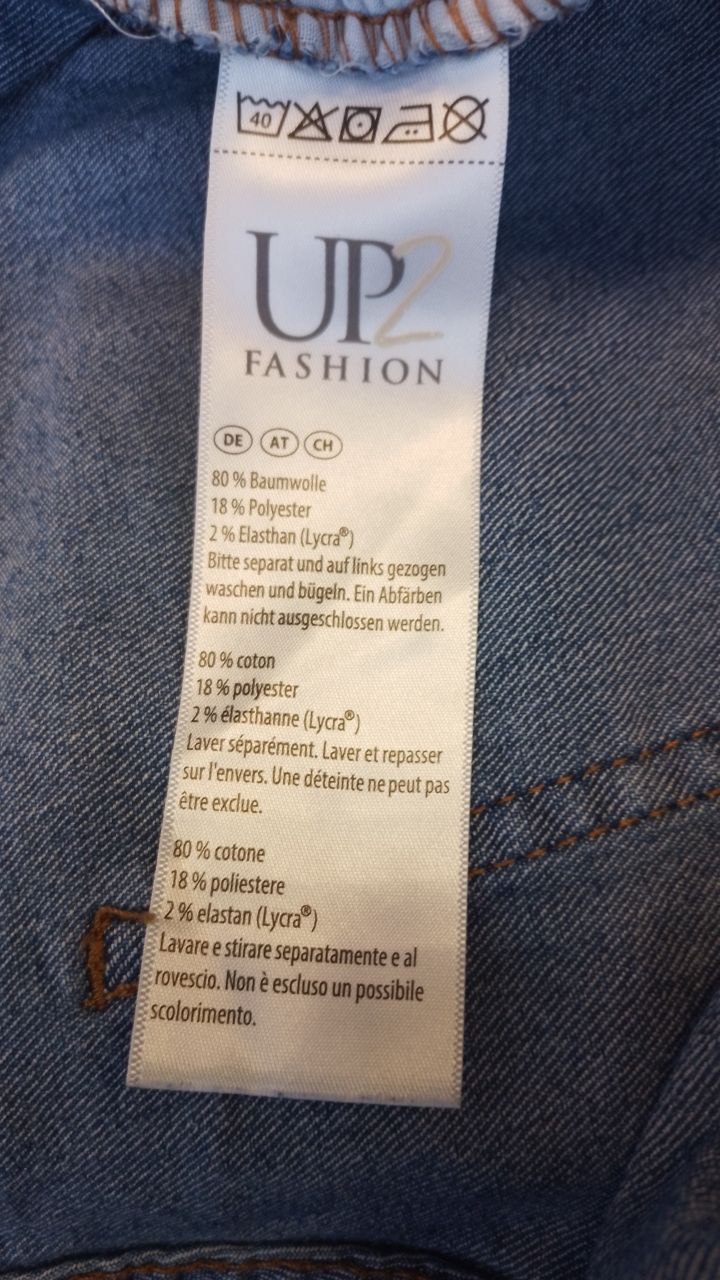 40
UP2
FASHION
DE AT CH
80 % Baumwolle
18 % Polyester
2 % Elasthan (Lycra®)
Bitte separat und auf links gezogen
waschen und bügeln. Ein Abfärben
kann nicht ausgeschlossen werden.
80 % coton
18 % polyester
2 % élasthanne (Lycra®)
Laver séparément. Laver et repasser
sur l'envers. Une déteinte ne peut pas
être exclue.
80 % cotone
18 % poliestere
2 % elastan (Lycra®)
Lavare e stirare separatamente e al
rovescio. Non è escluso un possibile
scolorimento.